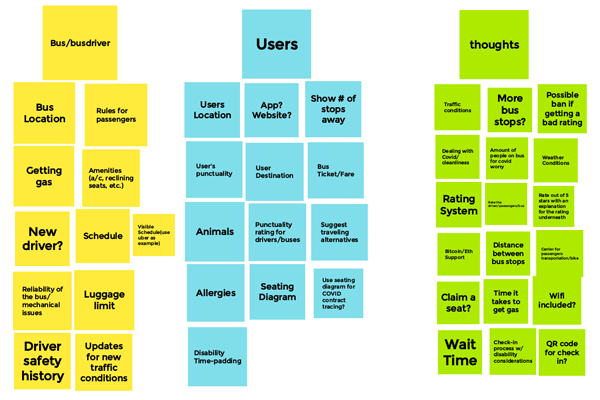 Bus/busdriver
Bus
Location
Rules for
passengers
Getting
gas
Amenities
(a/c, reclining
seats, etc.)
New
driver?
Schedule
Visible
Schedule(use
uber as
example)
Reliability of
the bus/
mechanical
issues
Luggage
limit
Driver
safety
history
Updates
for new
traffic
conditions
Users
Users
Location
App?
Website?
Show # of
stops
away
User's
punctuality
User
Destination
Bus
Ticket/Fare
Animals
Punctuality
rating for
drivers/buses
Suggest
traveling
alternatives
Allergies
Seating
Diagram
Use seating
diagram for
COVID
contract
tracing?
Disability
Time-padding
thoughts
Traffic
conditions
More
bus
stops?
Possible
ban if
getting a
bad rating
Dealing with
Covid/
cleanliness
Amount of
people on bus
for covid
worry
Weather
Conditions
Rating
System
Rate the
driver/passengers/bus
Rate out of 5
stars with an
explanation
for the rating
underneath
Bitcoin/Eth
Support
Distance
between
bus stops
passengers
Claim a
seat?
Time it
takes to
get gas
Wifi
included?
Wait
Time
Check-in
process w/
disability
considerations
QR code
for check
in?